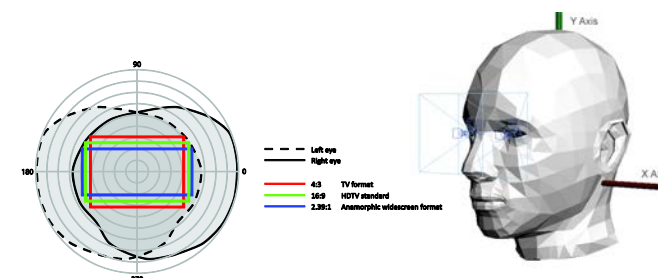 90
180
0
Left eye
Right eye
4:3 TV format
16:9 HDTV standard
2.39:1 Anamorphic widescreen format
Y Axis